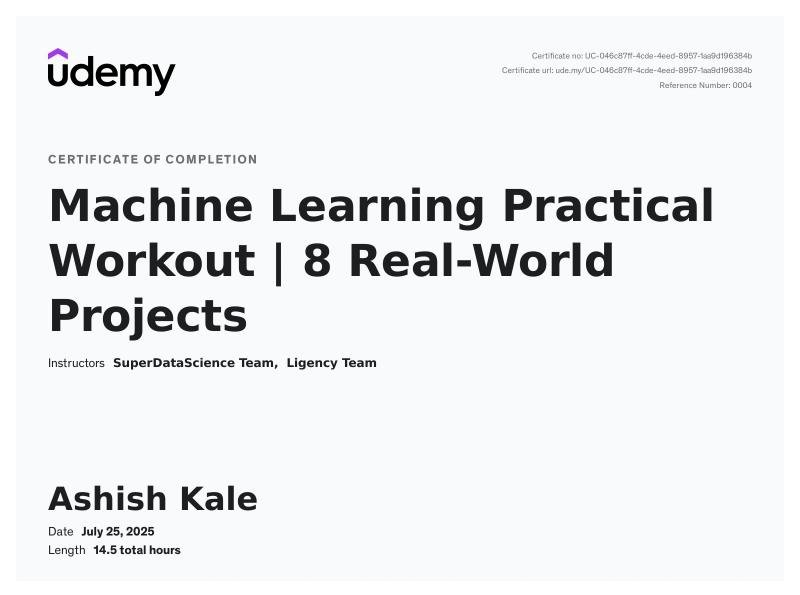 udemy
Certificate no: UC-046c87ff-4cde-4eed-8957-1aa9d196384b
Certificate url: ude.my/UC-046c87ff-4cde-4eed-8957-1aa9d196384b
Reference Number: 0004
CERTIFICATE OF COMPLETION
Machine Learning Practical
Workout | 8 Real-World
Projects
Instructors SuperDataScience Team, Ligency Team
Ashish Kale
Date July 25, 2025
Length 14.5 total hours